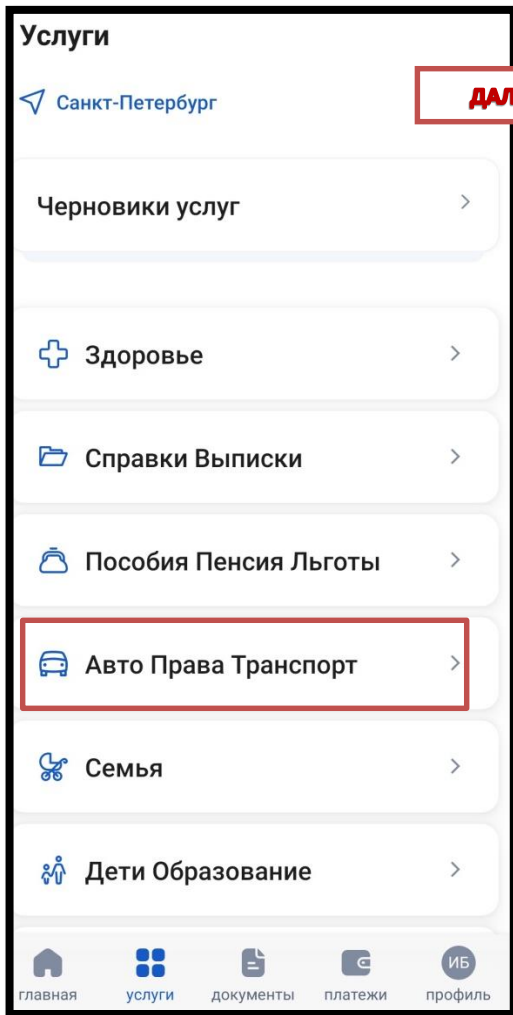 Услуги
Санкт-Петербург
ДАЛ
Черновики услуг
Здоровье
Справки Выписки
Пособия Пенсия Льготы
Авто Права Транспорт
Семья
Дети Образование
главная услуги документы платежи ИБ профиль